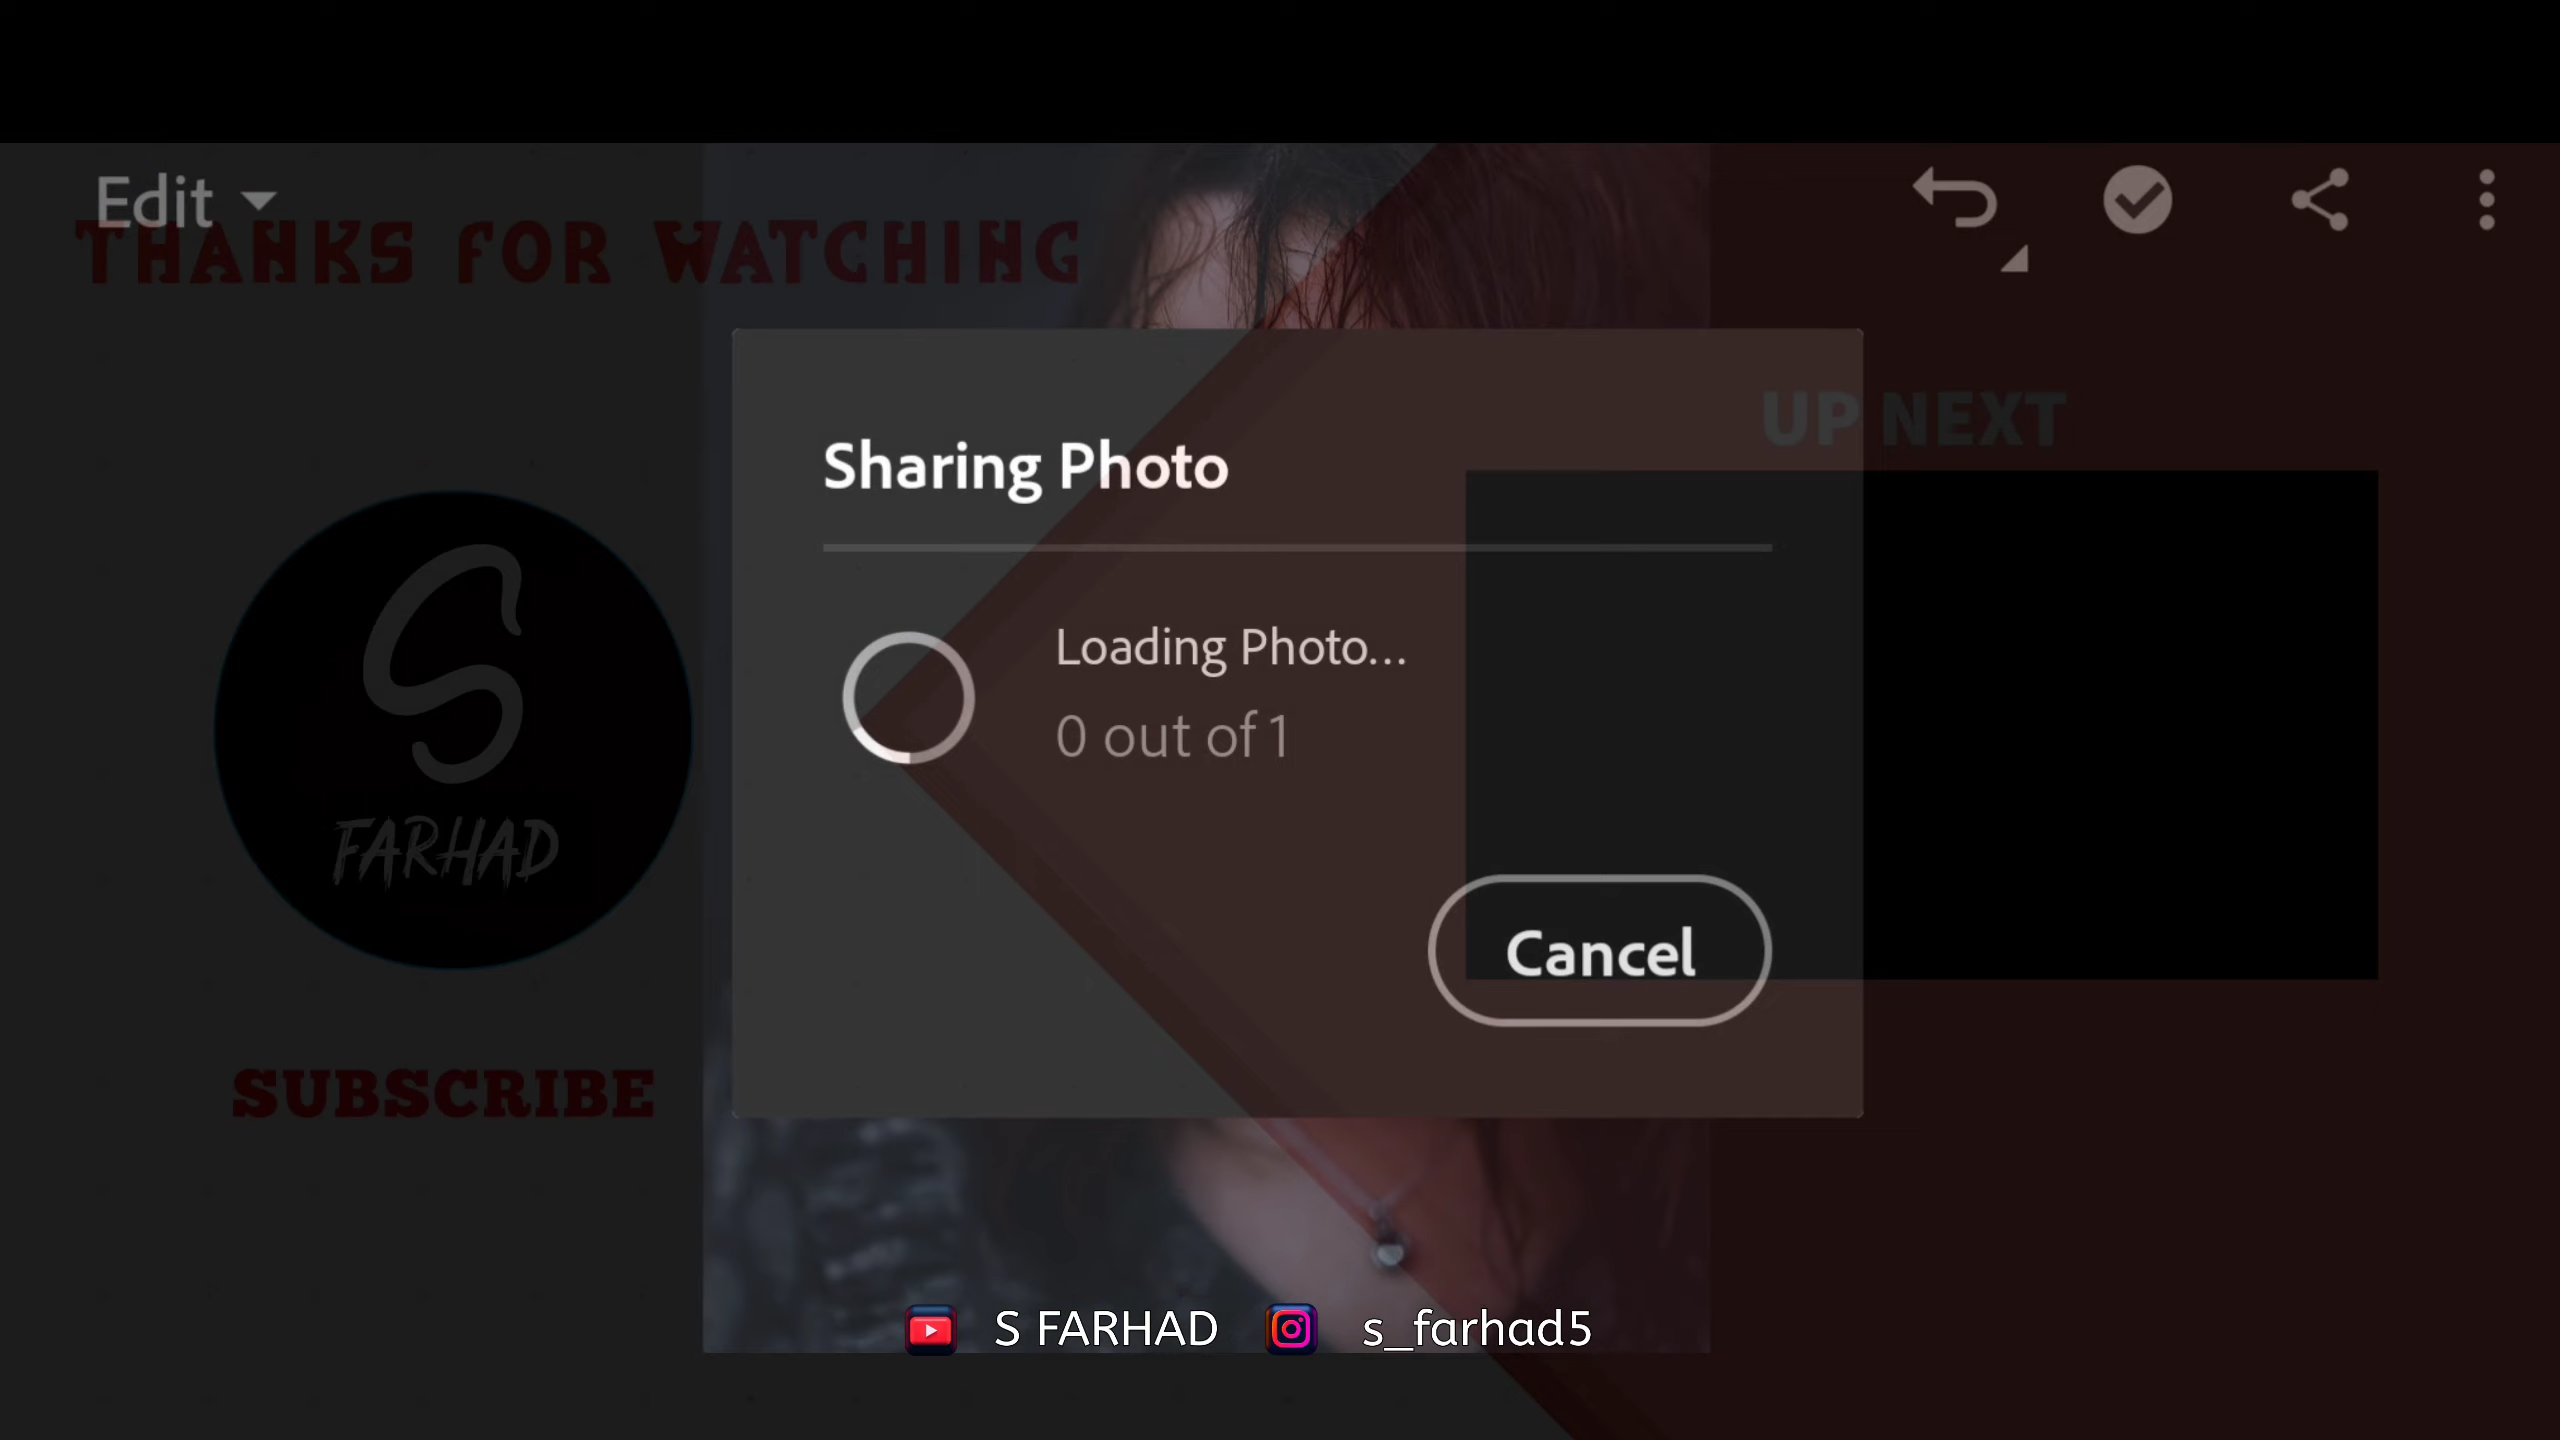 Edit
THANKS FOR WATCHING
UP NEXT
Sharing Photo
Loading Photo...
0 out of 1
S
FARHAD
Cancel
SUBSCRIBE
S FARHAD s_farhad5